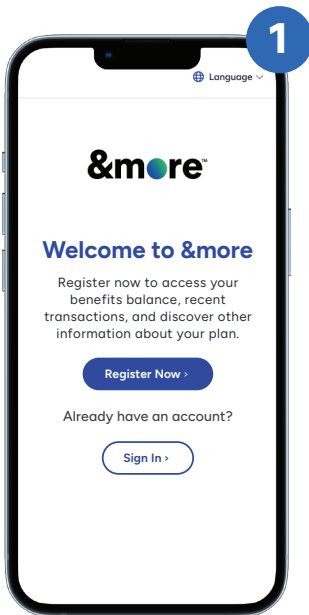 1
Language
&more™
Welcome to &more
Register now to access your
benefits balance, recent
transactions, and discover other
information about your plan.
Register Now ›
Already have an account?
Sign In ›